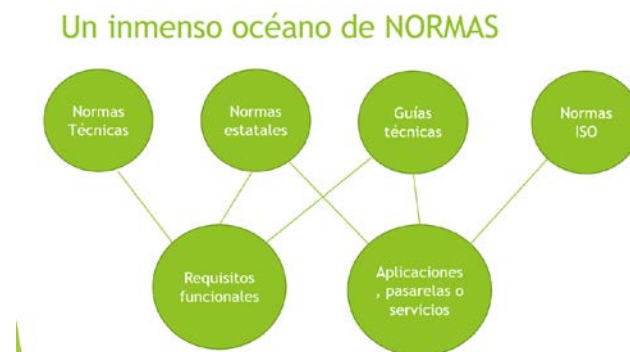 Un inmenso océano de NORMAS
Normas
Técnicas
Normas
estatales
Guías
técnicas
Normas
ISO
Requisitos
funcionales
Aplicaciones
, pasarelas o
servicios